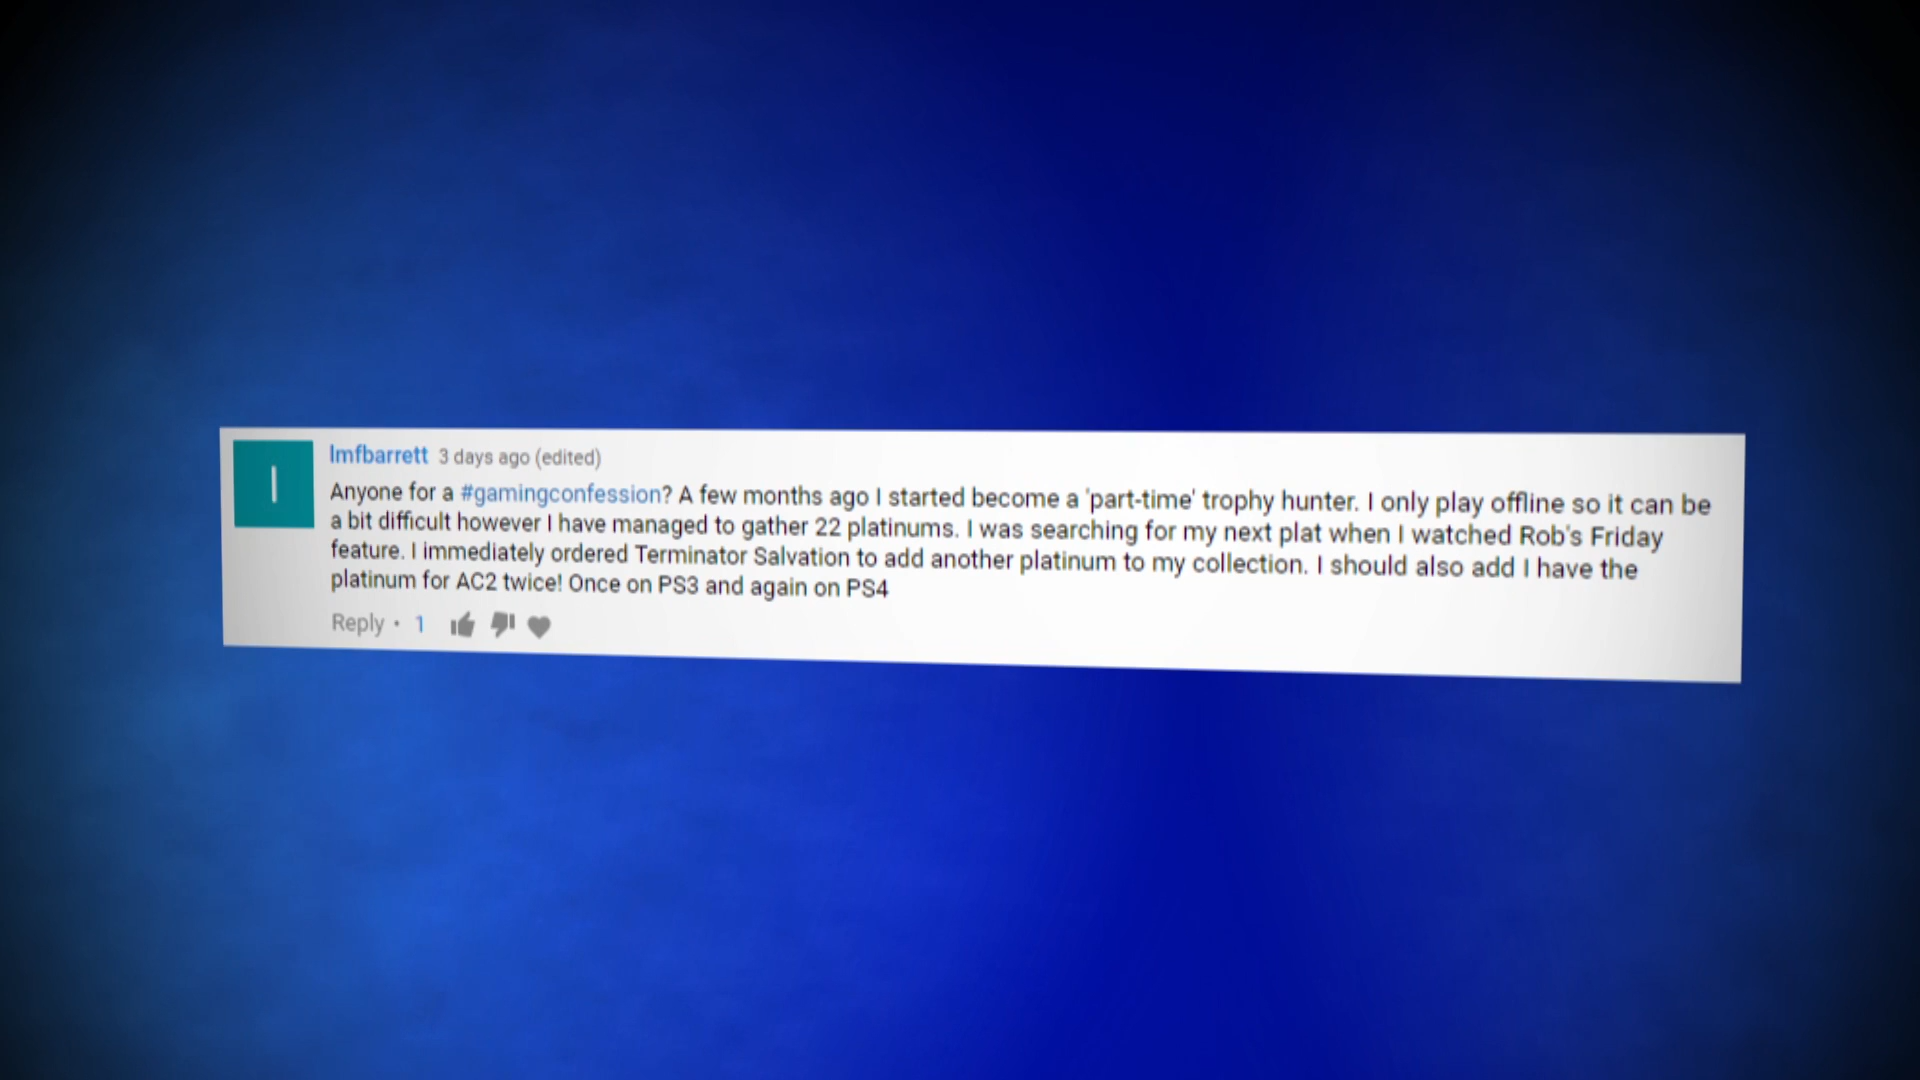 l
lmfbarrett 3 days ago (edited)
Anyone for a #gamingconfession? A few months ago I started become a 'part-time' trophy hunter. I only play offline so it can be
a bit difficult however I have managed to gather 22 platinums. I was searching for my next plat when I watched Rob's Friday
feature. I immediately ordered Terminator Salvation to add another platinum to my collection. I should also add I have the
platinum for AC2 twice! Once on PS3 and again on PS4
Reply • 1